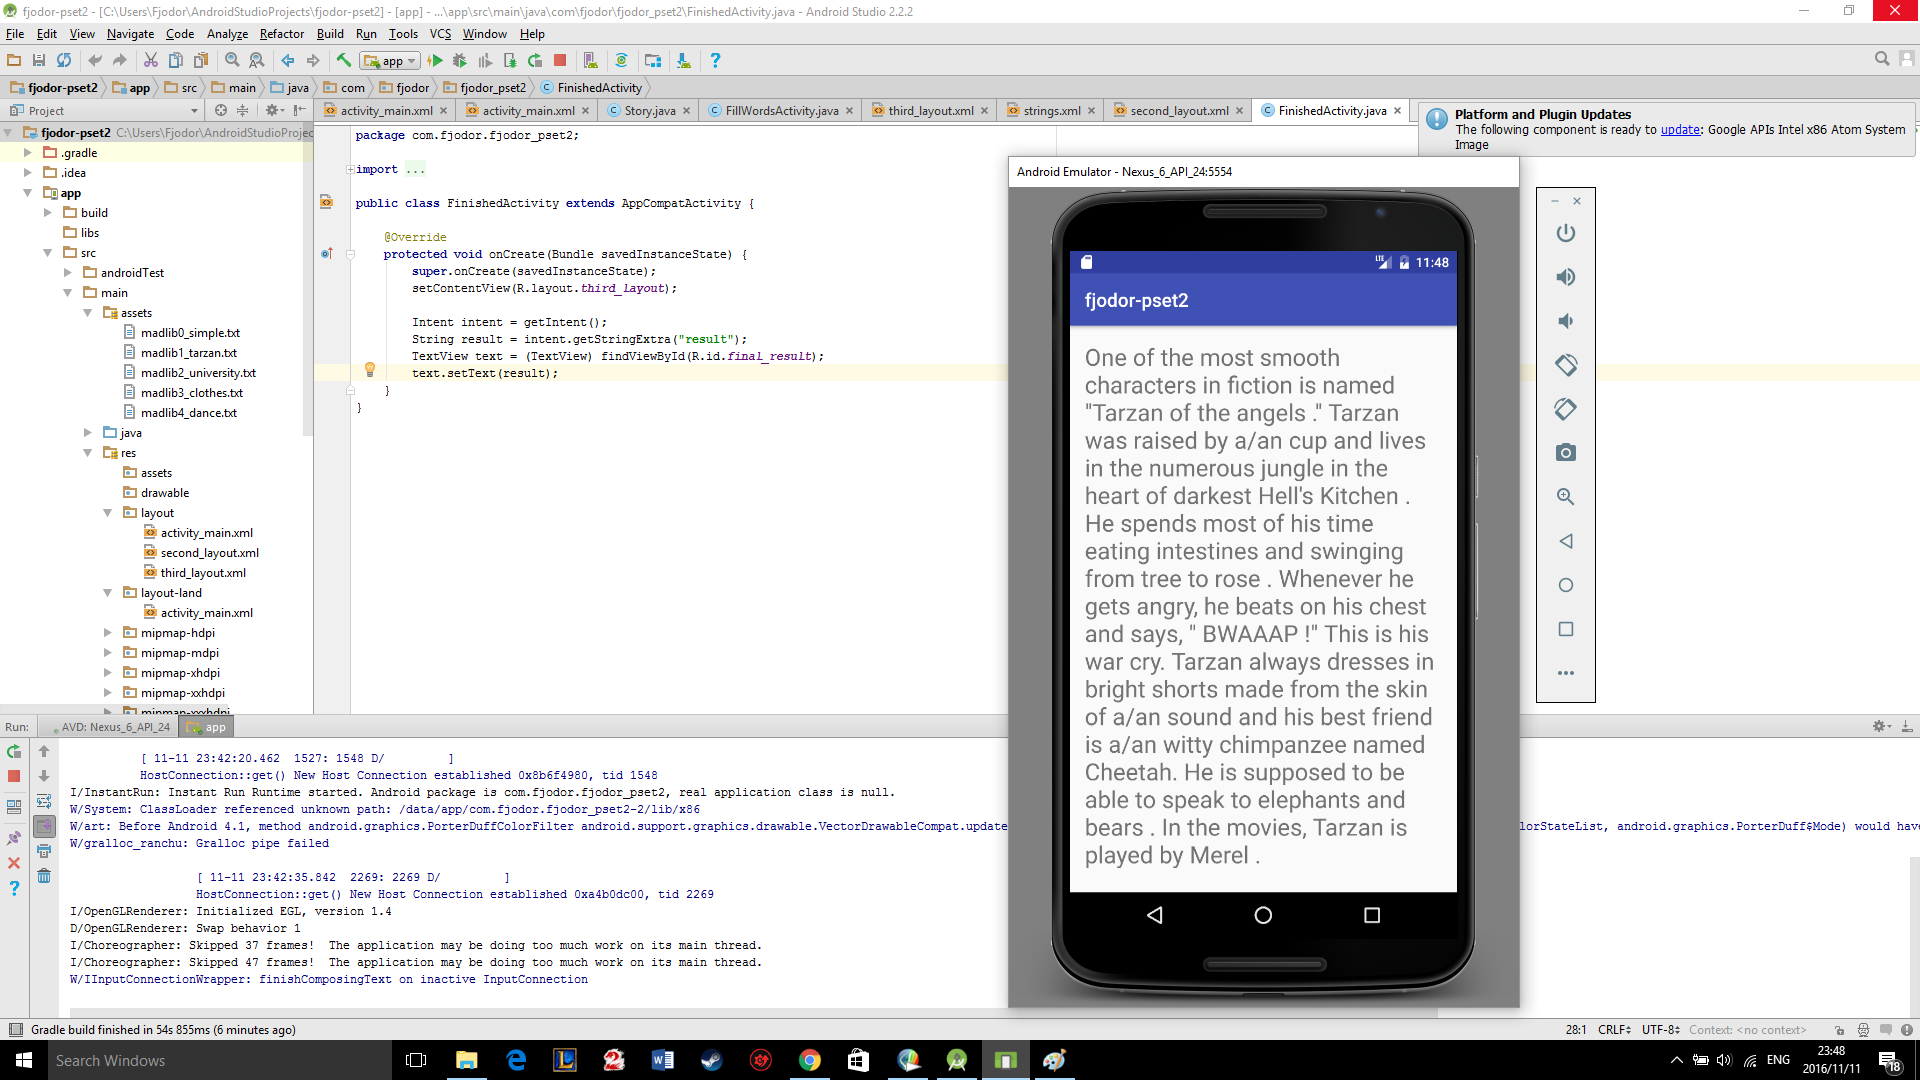 fjodor-pset2 - [C:\Users\Fjodor\AndroidStudioProjects\fjodor-pset2] - [app] - ...\app\src\main\java\com\fjodor\fjodor_pset2\FinishedActivity.java - Android Studio 2.2.2
File Edit View Navigate Code Analyze Refactor Build Run Tools VCS Window Help
app
fjodor-pset2 app src main java com fjodor fjodor_pset2 FinishedActivity
Project
activity_main.xml activity_main.xml Story.java FillWordsActivity.java third_layout.xml strings.xml second_layout.xml FinishedActivity.java
Platform and Plugin Updates
The following component is ready to update: Google APIs Intel x86 Atom System
Image
fjodor-pset2 C:\Users\Fjodor\AndroidStudioProjec
.gradle
.idea
app
build
libs
src
androidTest
main
assets
madlib0_simple.txt
madlib1_tarzan.txt
madlib2_university.txt
madlib3_clothes.txt
madlib4_dance.txt
java
res
assets
drawable
layout
activity_main.xml
second_layout.xml
third_layout.xml
layout-land
activity_main.xml
mipmap-hdpi
mipmap-mdpi
mipmap-xhdpi
mipmap-xxhdpi
mipmap-xxxhdpi
package com.fjodor.fjodor_pset2;
import ...
public class FinishedActivity extends AppCompatActivity {
@Override
protected void onCreate(Bundle savedInstanceState) {
super.onCreate(savedInstanceState);
setContentView(R.layout.third_layout);
Intent intent = getIntent();
String result = intent.getStringExtra("result");
TextView text = (TextView) findViewById(R.id.final_result);
text.setText(result);
}
}
Android Emulator - Nexus_6_API_24:5554
LTE 11:48
fjodor-pset2
One of the most smooth
characters in fiction is named
"Tarzan of the angels ." Tarzan
was raised by a/an cup and lives
in the numerous jungle in the
heart of darkest Hell's Kitchen .
He spends most of his time
eating intestines and swinging
from tree to rose . Whenever he
gets angry, he beats on his chest
and says, " BWAAAP !" This is his
war cry. Tarzan always dresses in
bright shorts made from the skin
of a/an sound and his best friend
is a/an witty chimpanzee named
Cheetah. He is supposed to be
able to speak to elephants and
bears . In the movies, Tarzan is
played by Merel .
Run: AVD: Nexus_6_API_24 app
[ 11-11 23:42:20.462 1527: 1548 D/ ]
HostConnection::get() New Host Connection established 0x8b6f4980, tid 1548
I/InstantRun: Instant Run Runtime started. Android package is com.fjodor.fjodor_pset2, real application class is null.
W/System: ClassLoader referenced unknown path: /data/app/com.fjodor.fjodor_pset2-2/lib/x86
W/art: Before Android 4.1, method android.graphics.PorterDuffColorFilter android.support.graphics.drawable.VectorDrawableCompat.update lorStateList, android.graphics.PorterDuff$Mode) would have
W/gralloc_ranchu: Gralloc pipe failed
[ 11-11 23:42:35.842 2269: 2269 D/ ]
HostConnection::get() New Host Connection established 0xa4b0dc00, tid 2269
I/OpenGLRenderer: Initialized EGL, version 1.4
D/OpenGLRenderer: Swap behavior 1
I/Choreographer: Skipped 37 frames! The application may be doing too much work on its main thread.
I/Choreographer: Skipped 47 frames! The application may be doing too much work on its main thread.
W/IInputConnectionWrapper: finishComposingText on inactive InputConnection
Gradle build finished in 54s 855ms (6 minutes ago)
28:1 CRLF UTF-8 Context: <no context>
Search Windows
ENG
23:48
2016/11/11
18